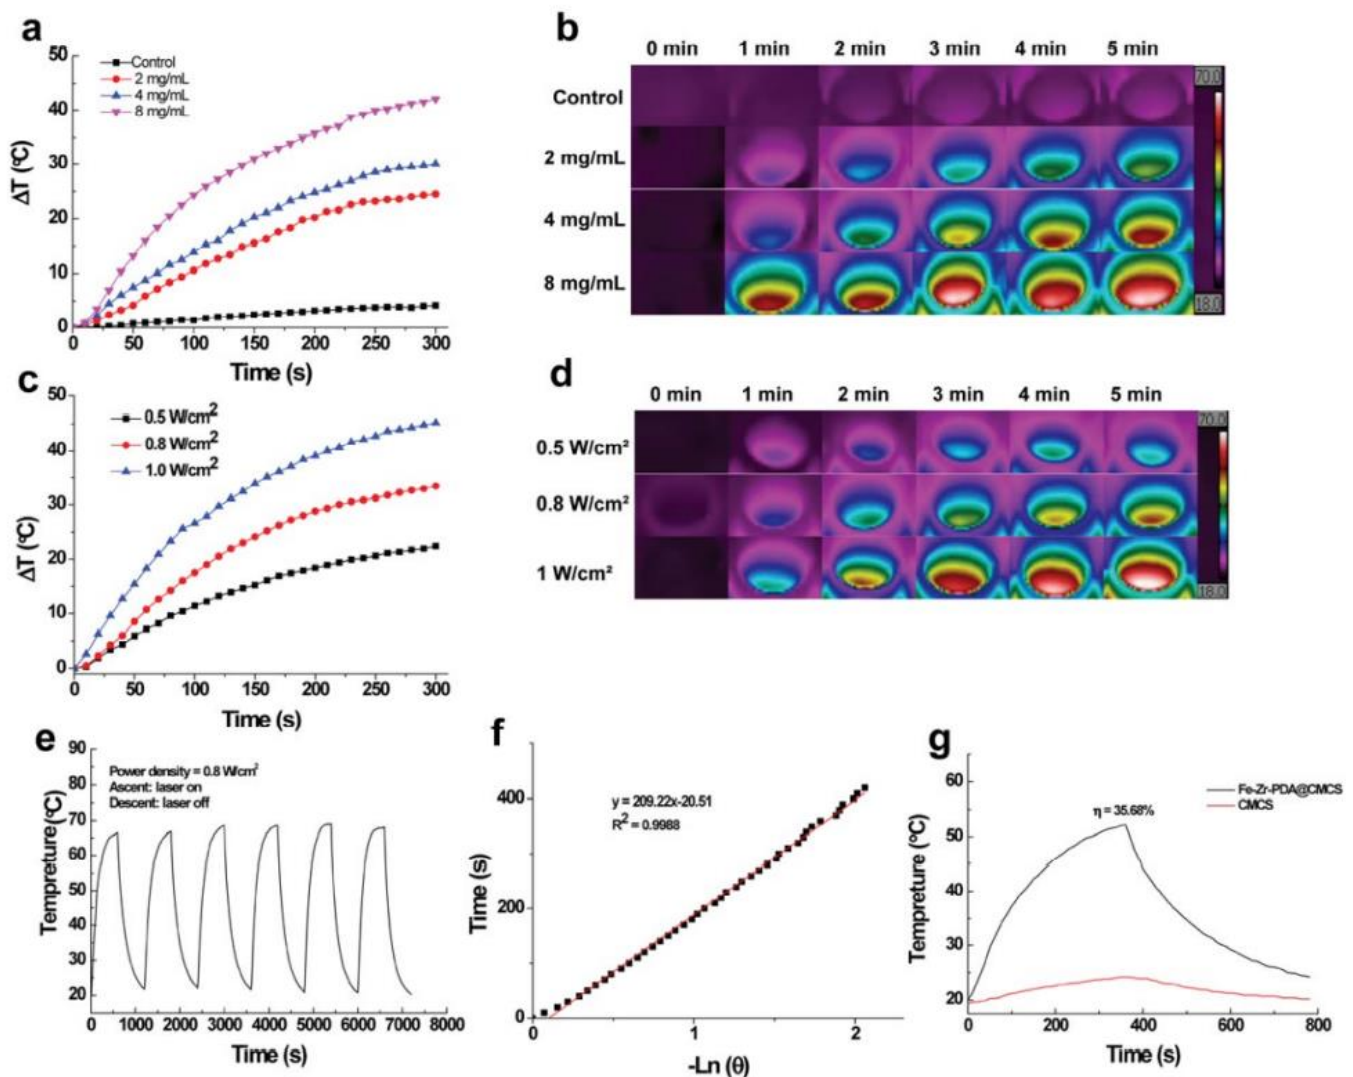 a
50
40
30
20
10
0
ΔT (°C)
Control
2 mg/mL
4 mg/mL
8 mg/mL
0 50 100 150 200 250 300
Time (s)
b
0 min 1 min 2 min 3 min 4 min 5 min
Control
2 mg/mL
4 mg/mL
8 mg/mL
70.0
18.0
c
50
40
30
20
10
0
ΔT (°C)
0.5 W/cm²
0.8 W/cm²
1.0 W/cm²
0 50 100 150 200 250 300
Time (s)
d
0 min 1 min 2 min 3 min 4 min 5 min
0.5 W/cm²
0.8 W/cm²
1 W/cm²
70.0
18.0
e
90
80
70
60
50
40
30
20
Tempreture(°C)
Power density = 0.8 W/cm²
Ascent: laser on
Descent: laser off
0 1000 2000 3000 4000 5000 6000 7000 8000
Time (s)
f
400
200
0
Time (s)
y = 209.22x-20.51
R² = 0.9988
0 1 2
-Ln (θ)
g
60
50
40
30
20
Tempreture (°C)
Fe-Zr-PDA@CMCS
CMCS
η = 35.68%
0 200 400 600 800
Time (s)